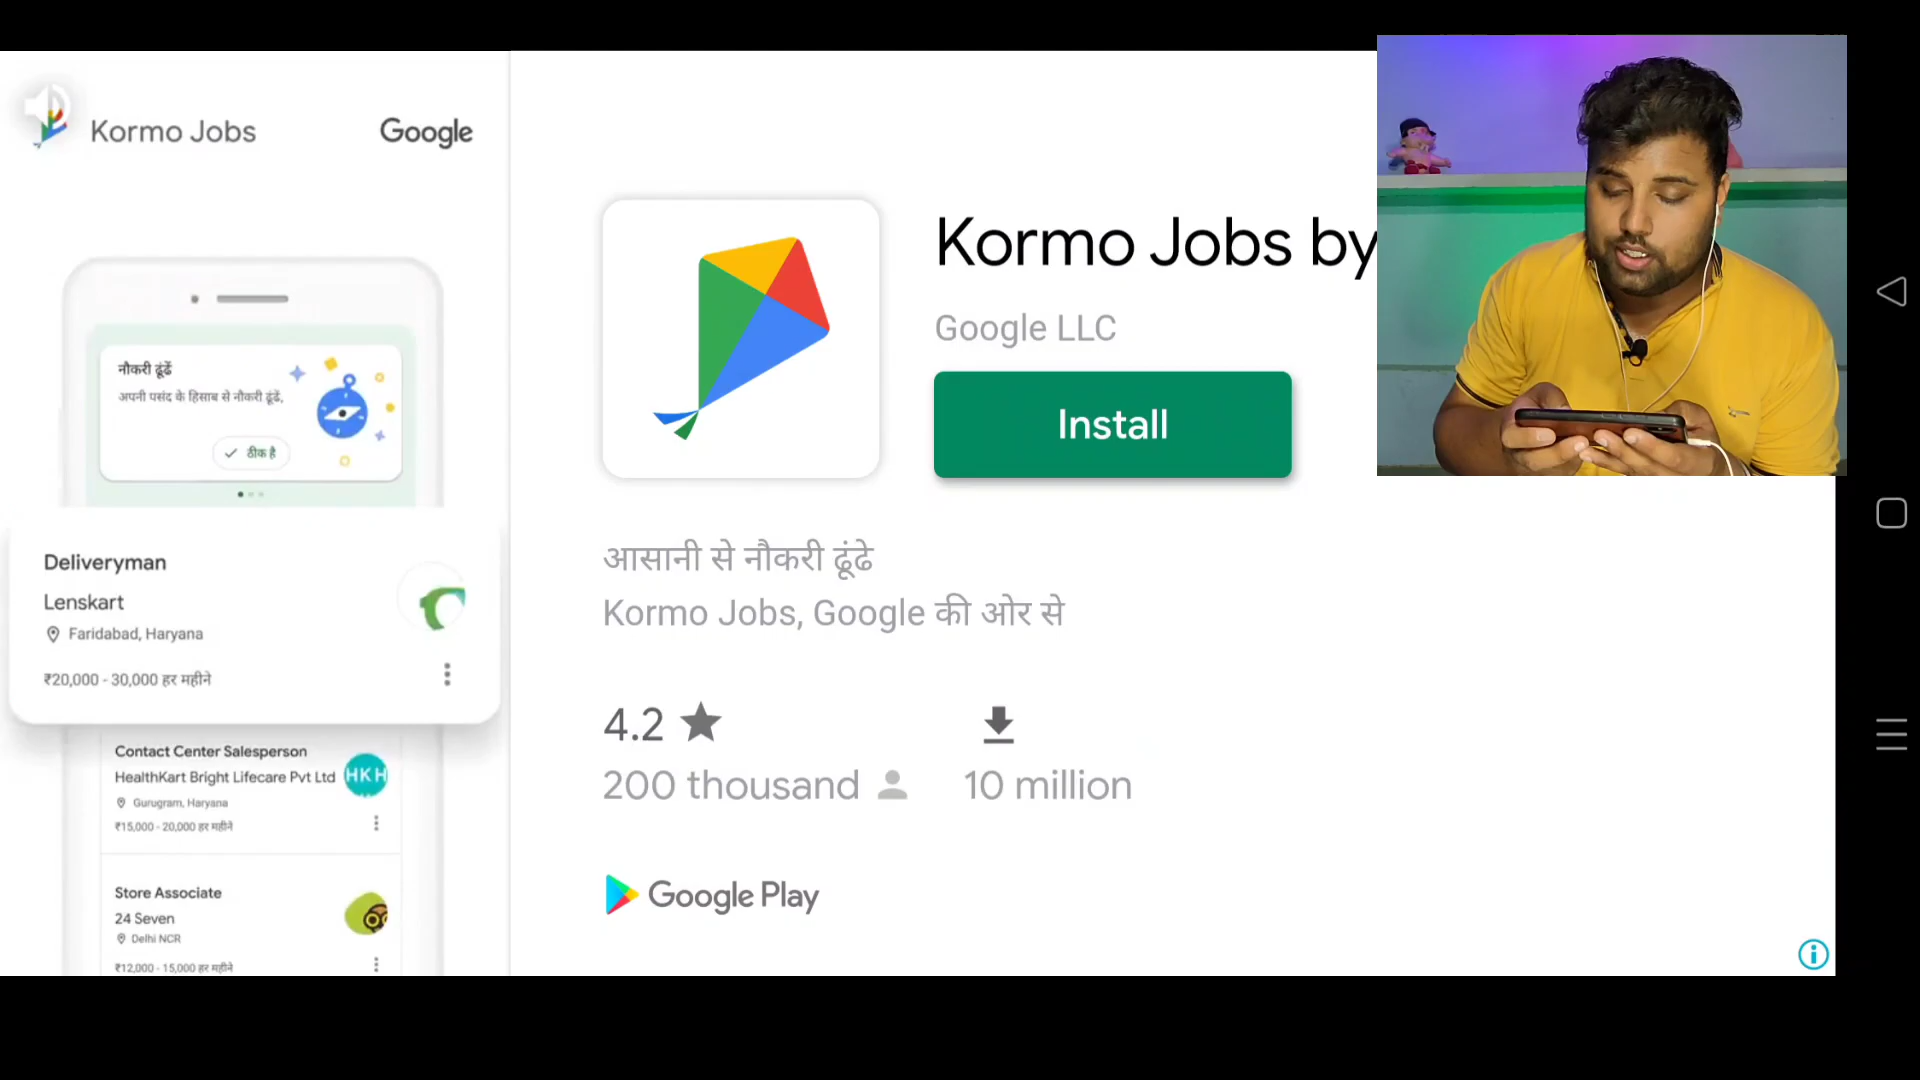 Kormo Jobs
Google
नौकरी ढूंढें
अपनी पसंद के हिसाब से नौकरी ढूंढें,
ठीक है
Deliveryman
Lenskart
Faridabad, Haryana
₹20,000 - 30,000 हर महीने
Contact Center Salesperson
HealthKart Bright Lifecare Pvt Ltd
HKH
Gurugram, Haryana
₹15,000 - 20,000 हर महीने
Store Associate
24 Seven
Delhi NCR
₹12,000 - 15,000 हर महीने
Kormo Jobs by
Google LLC
Install
आसानी से नौकरी ढूंढे
Kormo Jobs, Google की ओर से
4.2
200 thousand
10 million
Google Play